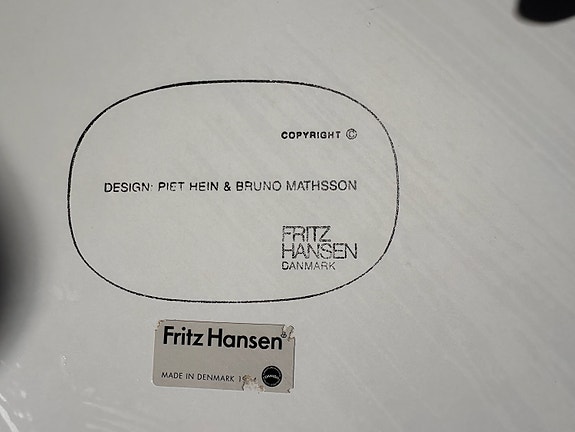 COPYRIGHT ©
DESIGN: PIET HEIN & BRUNO MATHSSON
FRITZ
HANSEN
DANMARK
Fritz Hansen®
MADE IN DENMARK